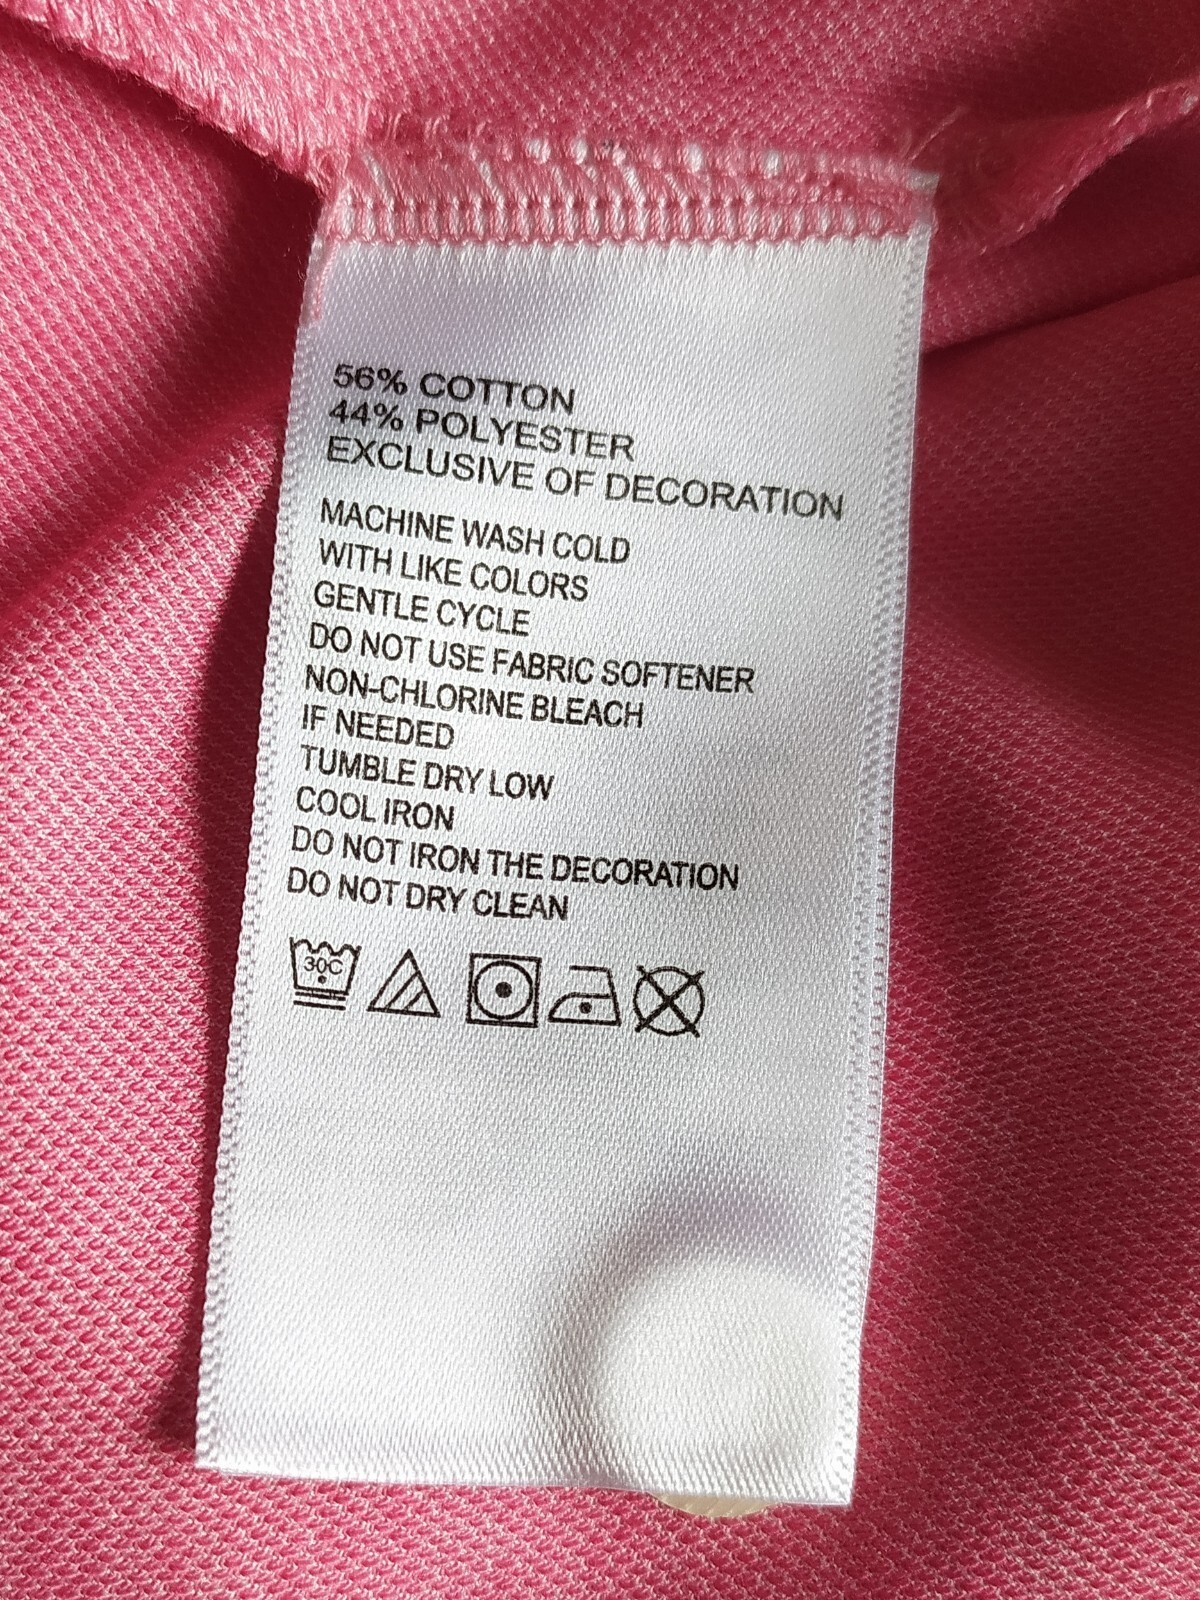 56% COTTON
44% POLYESTER
EXCLUSIVE OF DECORATION
MACHINE WASH COLD
WITH LIKE COLORS
GENTLE CYCLE
DO NOT USE FABRIC SOFTENER
NON-CHLORINE BLEACH
IF NEEDED
TUMBLE DRY LOW
COOL IRON
DO NOT IRON THE DECORATION
DO NOT DRY CLEAN
30C